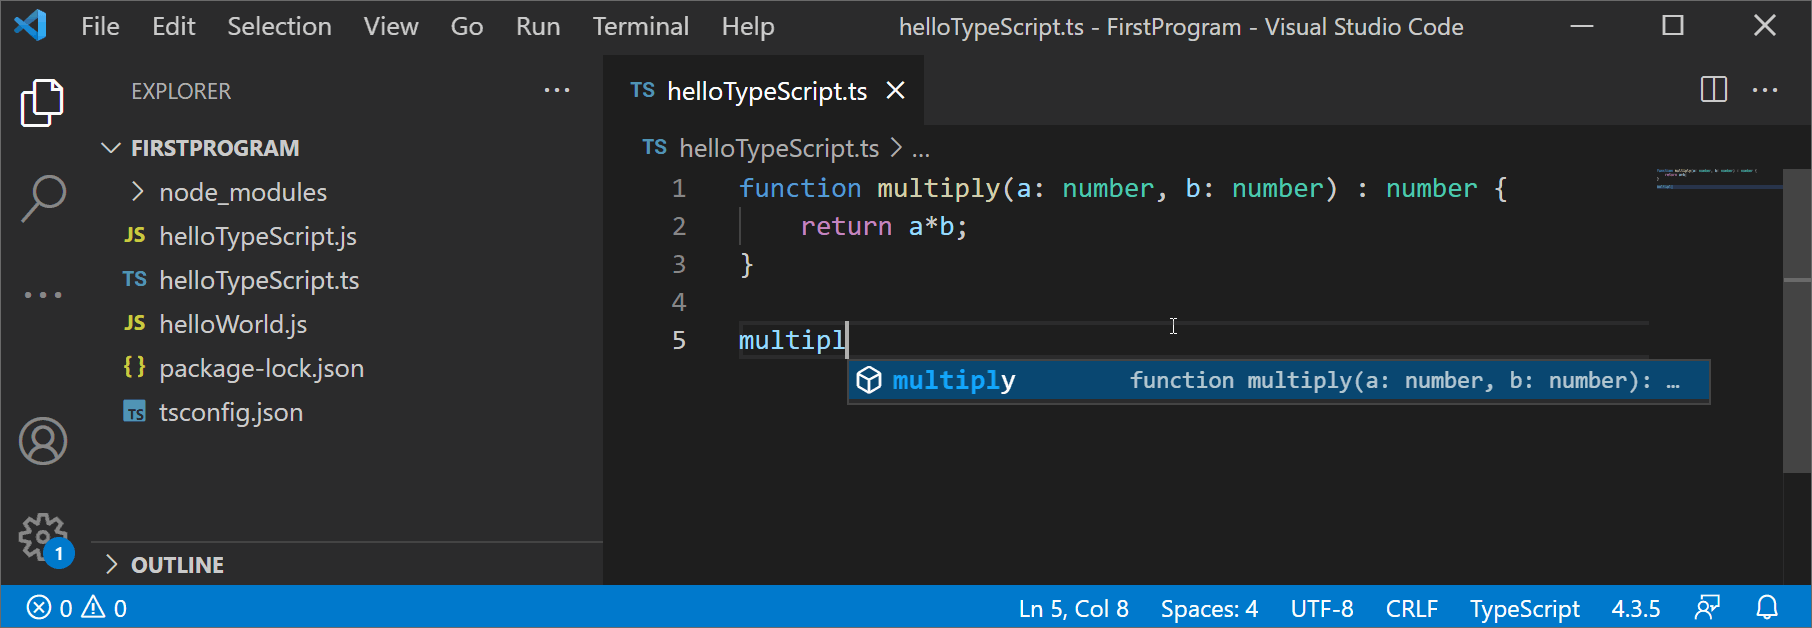 File Edit Selection View Go Run Terminal Help helloTypeScript.ts - FirstProgram - Visual Studio Code
EXPLORER
FIRSTPROGRAM
node_modules
JS helloTypeScript.js
TS helloTypeScript.ts
JS helloWorld.js
{} package-lock.json
TS tsconfig.json
OUTLINE
1
TS helloTypeScript.ts
TS helloTypeScript.ts > ...
1 function multiply(a: number, b: number) : number {
2 return a*b;
3 }
4
5 multipl
multiply function multiply(a: number, b: number): …
0 0 Ln 5, Col 8 Spaces: 4 UTF-8 CRLF TypeScript 4.3.5